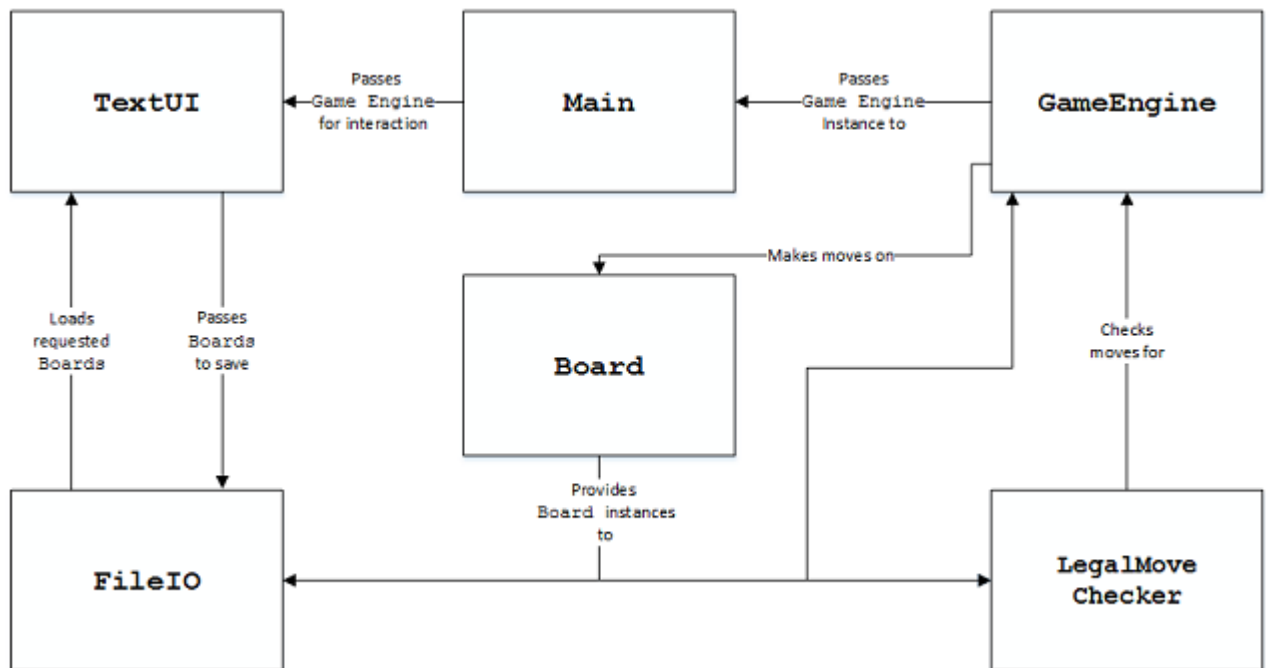 TextUI
Passes
Game Engine
for interaction
Main
Passes
Game Engine
Instance to
GameEngine
Makes moves on
Loads
requested
Boards
Passes
Boards
to save
Board
Checks
moves for
Provides
Board instances
to
FileIO
LegalMove
Checker